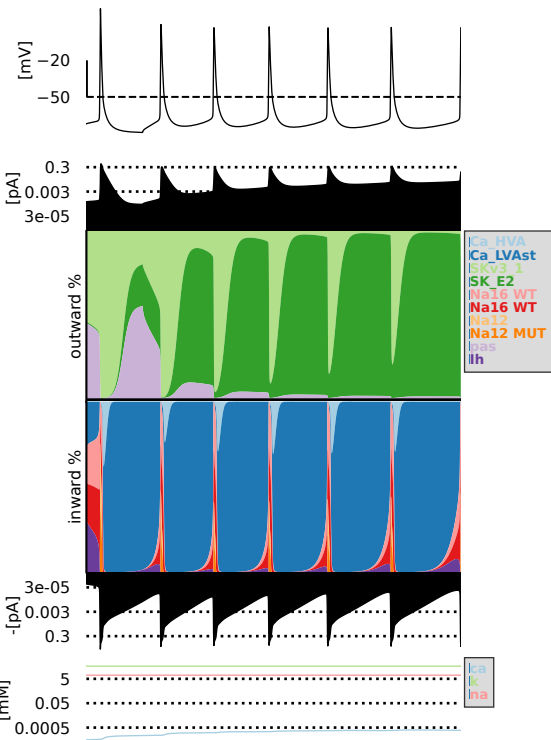 [mV]
−20
−50
[pA]
0.3
0.003
3e-05
outward %
Ca_HVA
Ca_LVAst
SKv3_1
SK_E2
Na16 WT
Na16 WT
Na12
Na12 MUT
pas
Ih
inward %
-[pA]
3e-05
0.003
0.3
[mM]
5
0.05
0.0005
ca
k
na